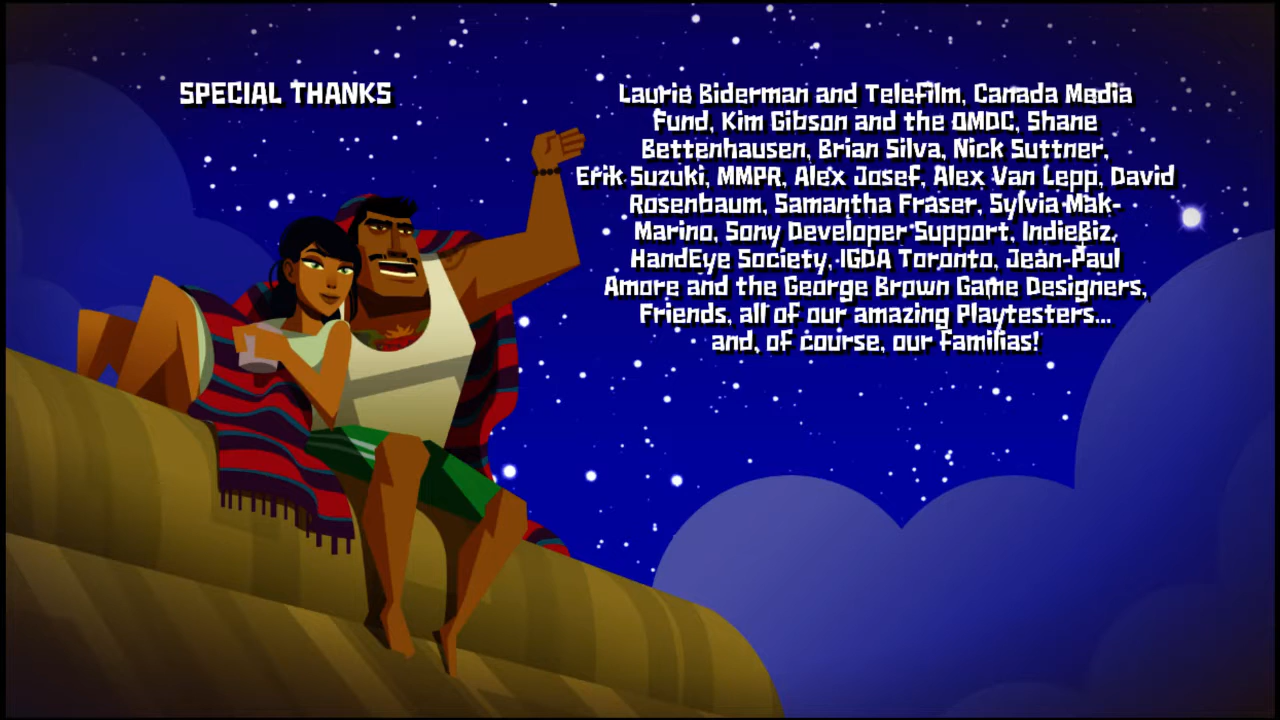 SPECIAL THANKS
Laurie Biderman and Telefilm, Canada Media
Fund, Kim Gibson and the OMDC, Shane
Bettenhausen, Brian Silva, Nick Suttner,
Erik Suzuki, MMPR, Alex Josef, Alex Van Lepp, David
Rosenbaum, Samantha Fraser, Sylvia Mak-
Marino, Sony Developer Support, IndieBiz,
HandEye Society, IGDA Toronto, Jean-Paul
Amore and the George Brown Game Designers,
Friends, all of our amazing Playtesters...
and, of course, our familias!